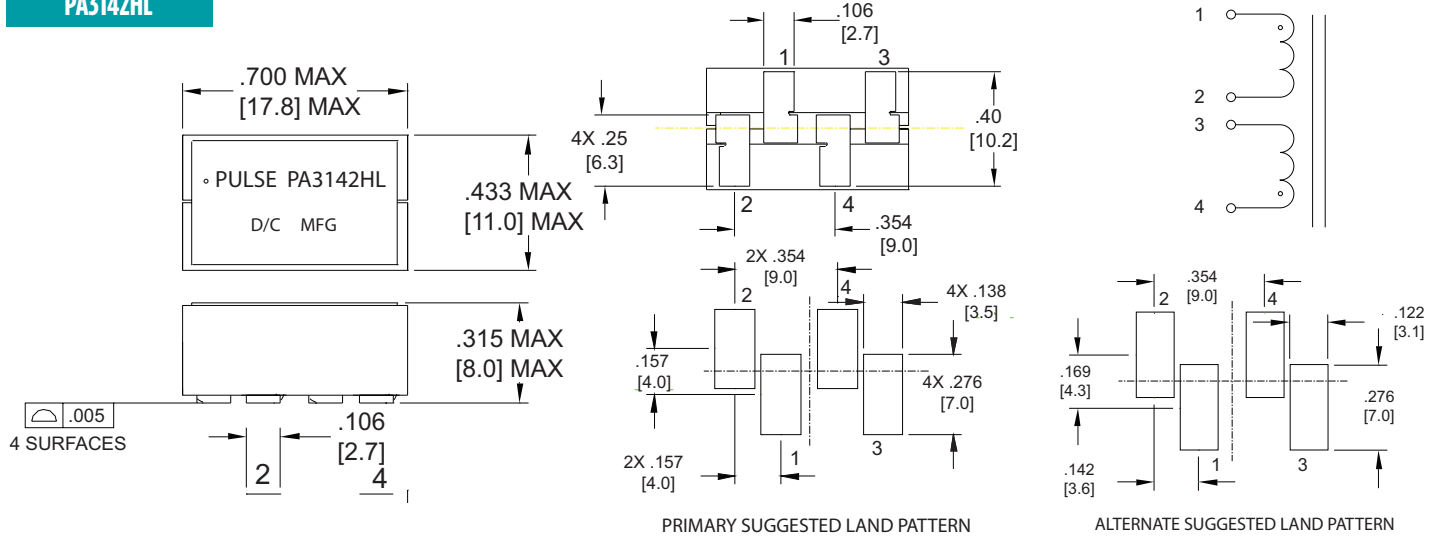 PA3142HL
.700 MAX
[17.8] MAX
PULSE PA3142HL
D/C MFG
.433 MAX
[11.0] MAX
.315 MAX
[8.0] MAX
.005
4 SURFACES
.106
[2.7]
2
4
.106
[2.7]
1
3
4X .25
[6.3]
.40
[10.2]
2
4
.354
[9.0]
2X .354
[9.0]
2
4
4X .138
[3.5]
.157
[4.0]
4X .276
[7.0]
2X .157
[4.0]
1
3
PRIMARY SUGGESTED LAND PATTERN
1
2
3
4
.354
[9.0]
2
4
.122
[3.1]
.169
[4.3]
.276
[7.0]
.142
[3.6]
1
3
ALTERNATE SUGGESTED LAND PATTERN